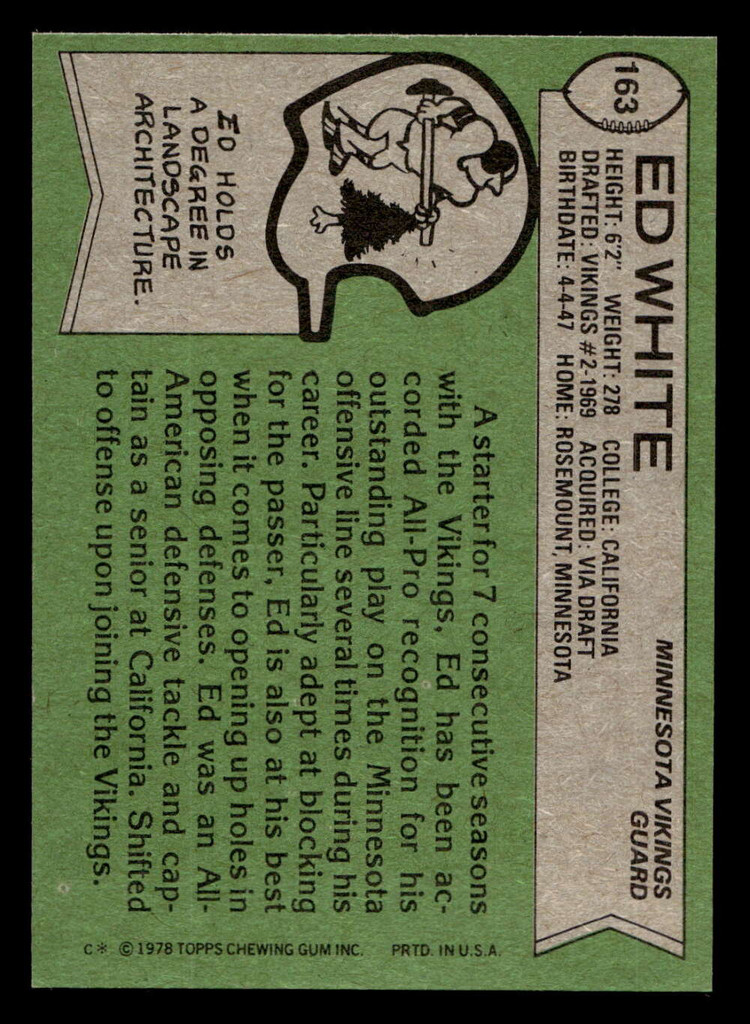 163
ED WHITE
MINNESOTA VIKINGS
GUARD
HEIGHT: 6'2" WEIGHT: 278 COLLEGE: CALIFORNIA
DRAFTED: VIKINGS #2-1969 ACQUIRED: VIA DRAFT
BIRTHDATE: 4-4-47 HOME: ROSEMOUNT, MINNESOTA
ED HOLDS
A DEGREE IN
LANDSCAPE
ARCHITECTURE.
A starter for 7 consecutive seasons
with the Vikings, Ed has been ac-
corded All-Pro recognition for his
outstanding play on the Minnesota
offensive line several times during his
career. Particularly adept at blocking
for the passer, Ed is also at his best
when it comes to opening up holes in
opposing defenses. Ed was an All-
American defensive tackle and cap-
tain as a senior at California. Shifted
to offense upon joining the Vikings.
C* © 1978 TOPPS CHEWING GUM INC. PRTD. IN U.S.A.